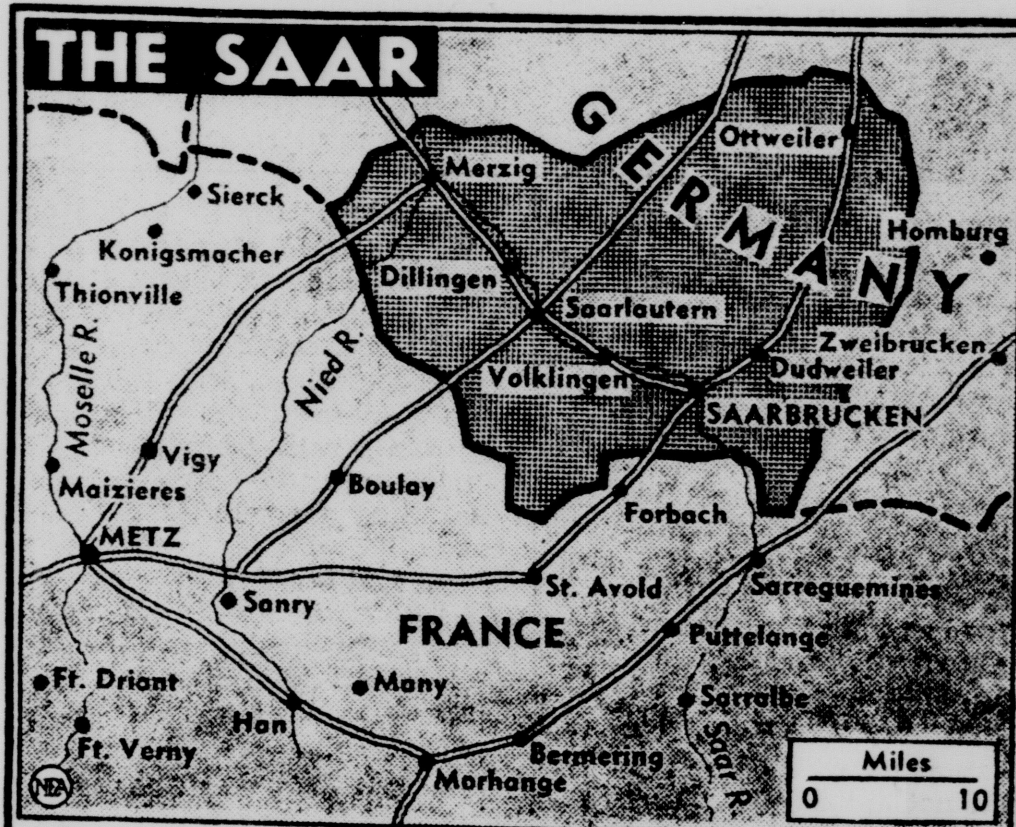 THE SAAR
GERMANY
Ottweiler
Merzig
Sierck
Konigsmacher
Homburg
Thionville
Dillingen
Saarlautern
Moselle R.
Nied R.
Zweibrucken
Volklingen
Dudweiler
SAARBRUCKEN
Vigy
Maizieres
Boulay
Forbach
METZ
St. Avold
Sarreguemines
Sanry
FRANCE
Puttelange
Ft. Driant
Many
Sarralbe
Han
Ft. Verny
Bermering
Saar R.
Morhange
Miles
0 10
NEA